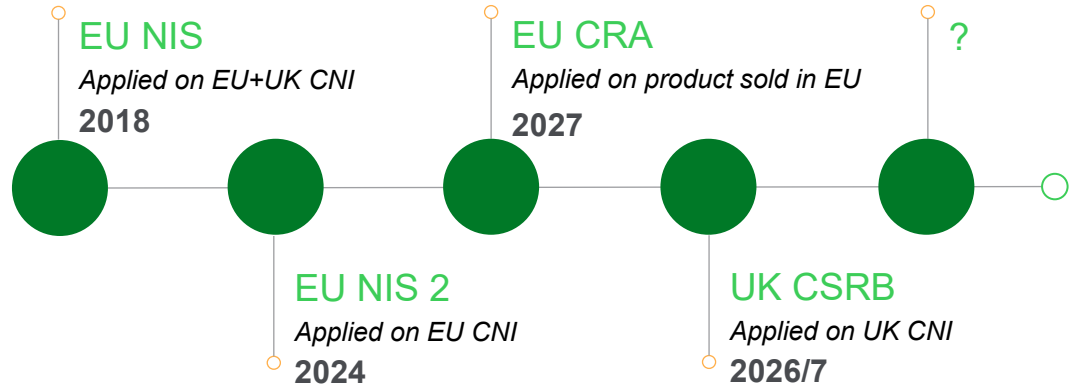 EU NIS
Applied on EU+UK CNI
2018
EU NIS 2
Applied on EU CNI
2024
EU CRA
Applied on product sold in EU
2027
UK CSRB
Applied on UK CNI
2026/7
?